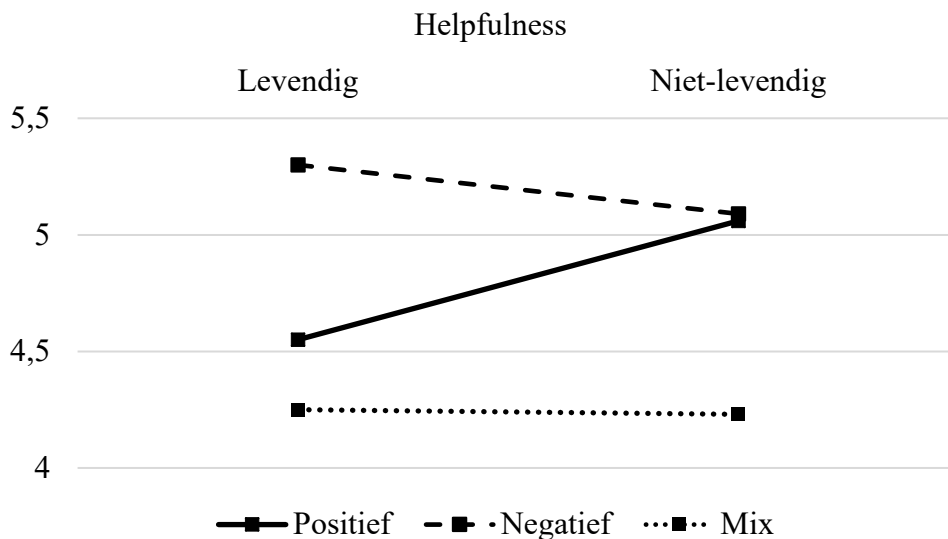 Helpfulness
Levendig Niet-levendig
5,5
5
4,5
4
Positief Negatief Mix